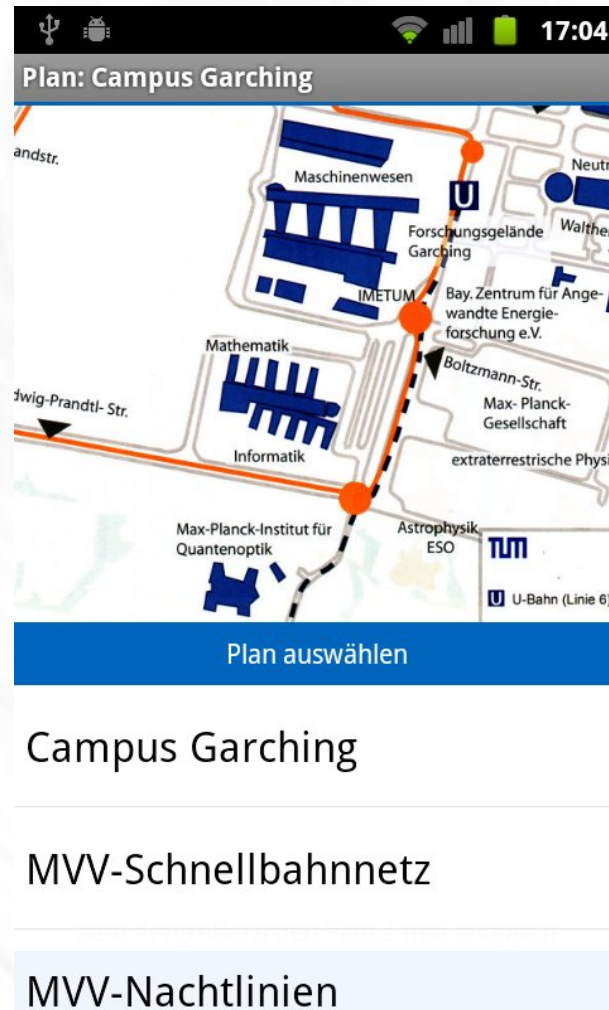 17:04
Plan: Campus Garching
andstr.
Maschinenwesen
Neutr
U
Forschungsgelände
Garching
Walthe
IMETUM
Bay. Zentrum für Ange-
wandte Energie-
forschung e.V.
Mathematik
Boltzmann-Str.
dwig-Prandtl- Str.
Max- Planck-
Gesellschaft
Informatik
extraterrestrische Physi
Max-Planck-Institut für
Quantenoptik
Astrophysik
ESO
TUM
U U-Bahn (Linie 6)
Plan auswählen
Campus Garching
MVV-Schnellbahnnetz
MVV-Nachtlinien